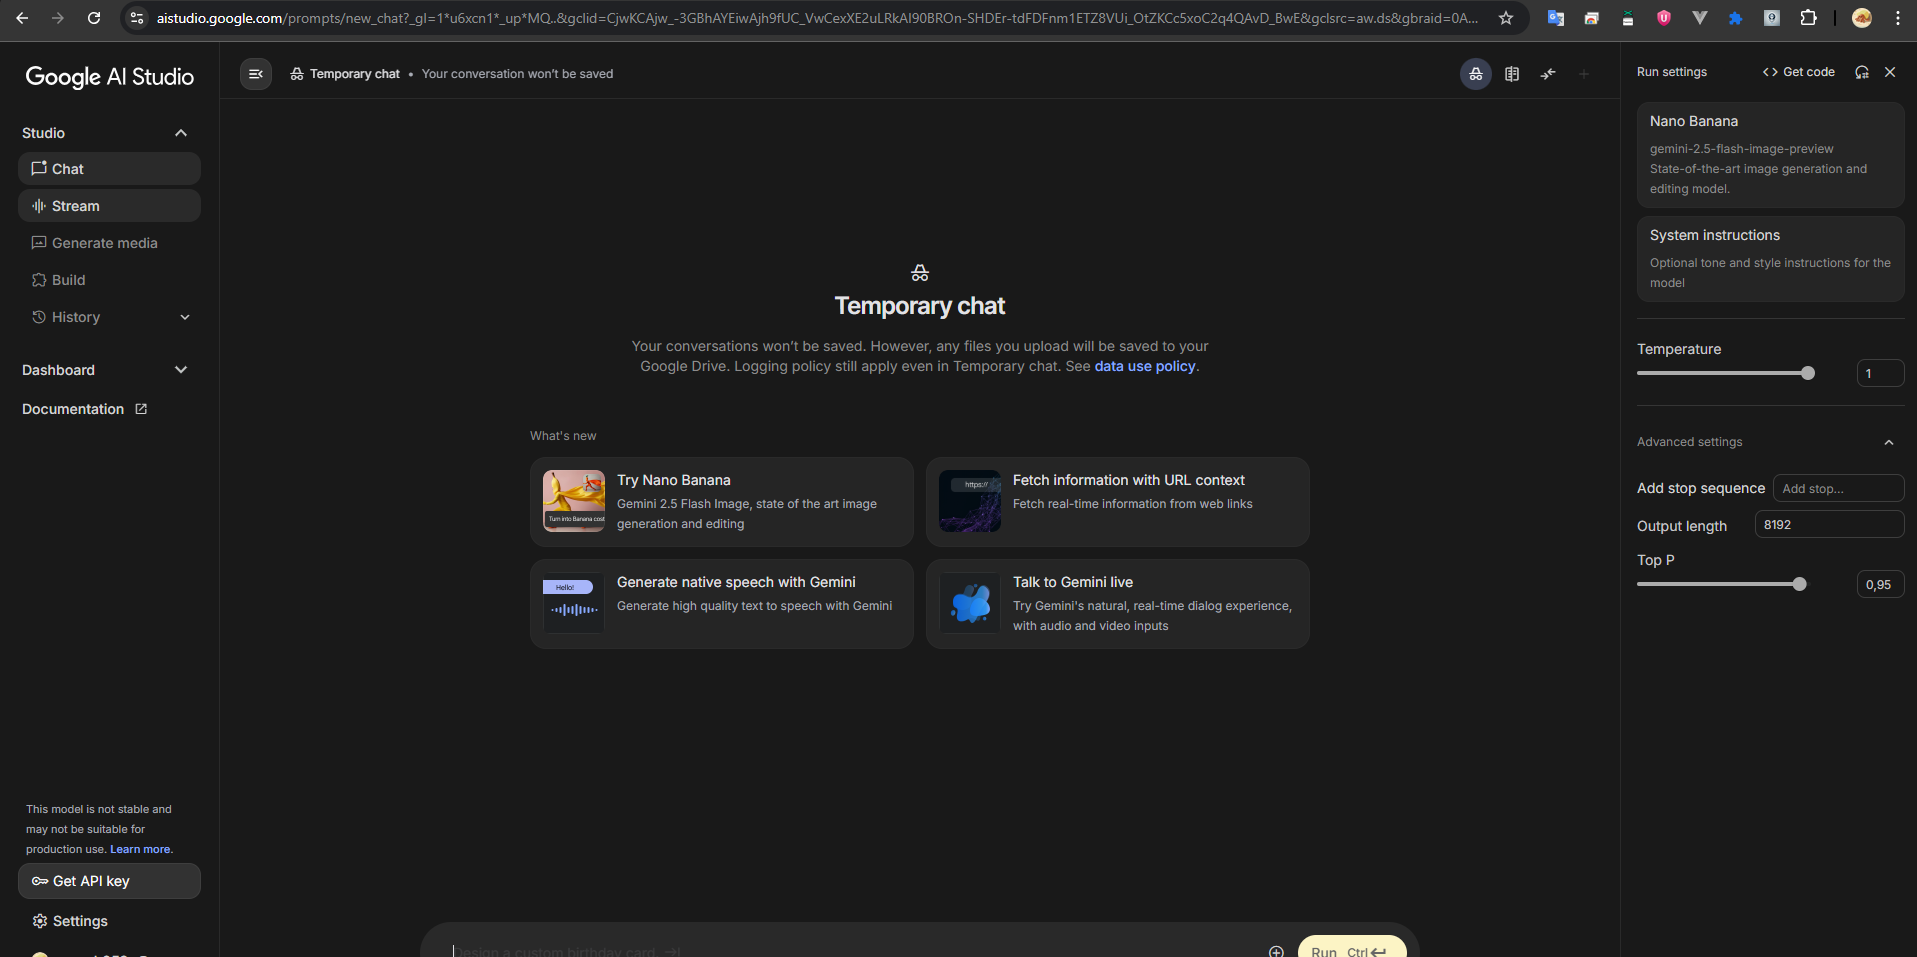 aistudio.google.com/prompts/new_chat?_gl=1*u6xcn1*_up*MQ..&gclid=CjwKCAjw_-3GBhAYEiwAjh9fUC_VwCexXE2uLRkAI90BROn-SHDEr-tdFDFnm1ETZ8VUi_OtZKCc5xoC2q4QAvD_BwE&gclsrc=aw.ds&gbraid=0A...
Google AI Studio
Studio
Chat
Stream
Generate media
Build
History
Dashboard
Documentation
This model is not stable and
may not be suitable for
production use. Learn more.
Get API key
Settings
Temporary chat • Your conversation won't be saved
Temporary chat
Your conversations won't be saved. However, any files you upload will be saved to your
Google Drive. Logging policy still apply even in Temporary chat. See data use policy.
What's new
Turn into Banana cost
Try Nano Banana
Gemini 2.5 Flash Image, state of the art image
generation and editing
https://
Fetch information with URL context
Fetch real-time information from web links
Hello!
Generate native speech with Gemini
Generate high quality text to speech with Gemini
Talk to Gemini live
Try Gemini's natural, real-time dialog experience,
with audio and video inputs
Design a custom birthday card
Run Ctrl
Run settings
<> Get code
Nano Banana
gemini-2.5-flash-image-preview
State-of-the-art image generation and
editing model.
System instructions
Optional tone and style instructions for the
model
Temperature
1
Advanced settings
Add stop sequence
Add stop...
Output length
8192
Top P
0,95